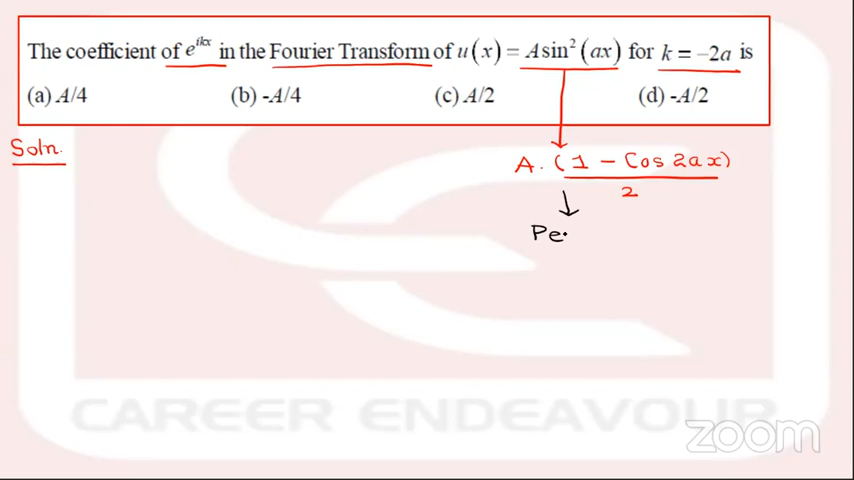 The coefficient of e^{ikx} in the Fourier Transform of u(x) = A sin²(ax) for k = −2a is
(a) A/4 (b) -A/4 (c) A/2 (d) -A/2
Soln.
A. (1 − Cos 2ax)
2
Pe
CAREER ENDEAVOUR
zoom